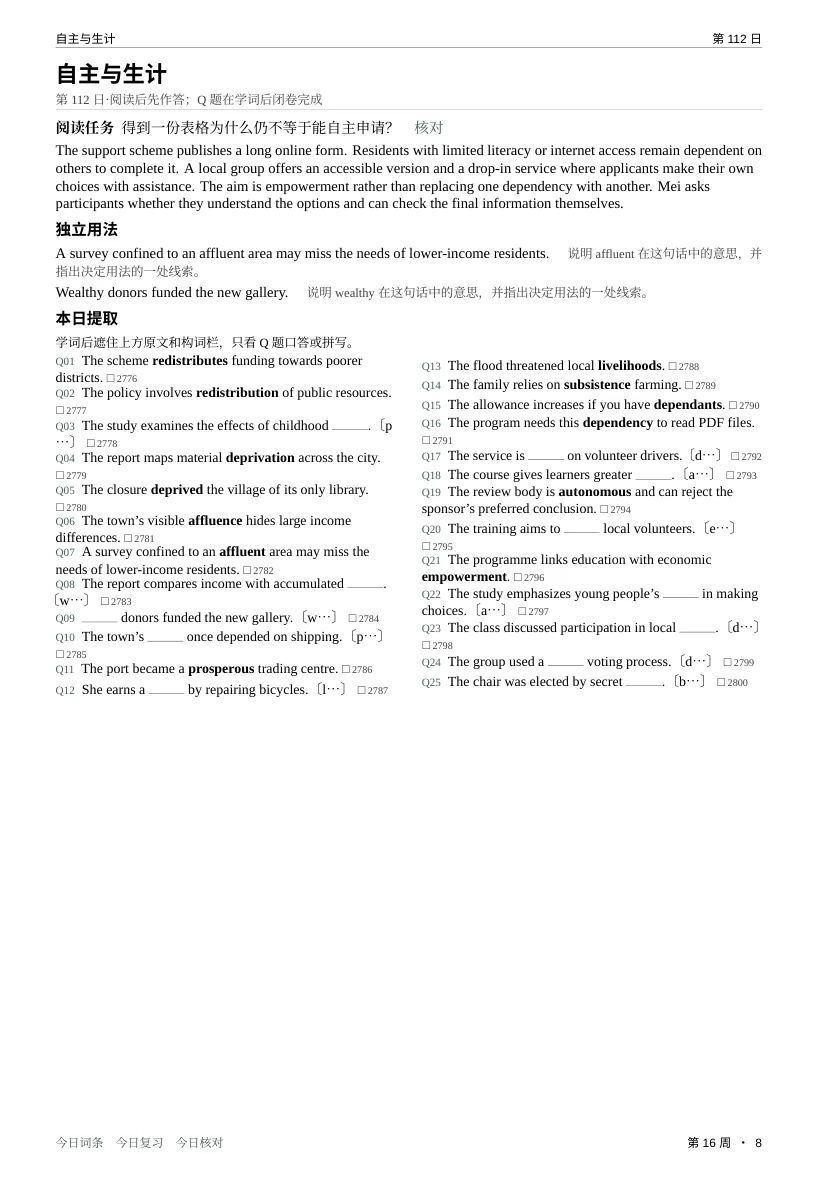 自主与生计 第 112 日
自主与生计
第 112 日·阅读后先作答；Q 题在学词后闭卷完成
阅读任务 得到一份表格为什么仍不等于能自主申请？ 核对
The support scheme publishes a long online form. Residents with limited literacy or internet access remain dependent on
others to complete it. A local group offers an accessible version and a drop-in service where applicants make their own
choices with assistance. The aim is empowerment rather than replacing one dependency with another. Mei asks
participants whether they understand the options and can check the final information themselves.
独立用法
A survey confined to an affluent area may miss the needs of lower-income residents. 说明 affluent 在这句话中的意思，并
指出决定用法的一处线索。
Wealthy donors funded the new gallery. 说明 wealthy 在这句话中的意思，并指出决定用法的一处线索。
本日提取
学词后遮住上方原文和构词栏，只看 Q 题口答或拼写。
Q01 The scheme redistributes funding towards poorer
districts. □ 2776
Q02 The policy involves redistribution of public resources.
□ 2777
Q03 The study examines the effects of childhood _____. 〔p
···〕 □ 2778
Q04 The report maps material deprivation across the city.
□ 2779
Q05 The closure deprived the village of its only library.
□ 2780
Q06 The town’s visible affluence hides large income
differences. □ 2781
Q07 A survey confined to an affluent area may miss the
needs of lower-income residents. □ 2782
Q08 The report compares income with accumulated _____.
〔w···〕 □ 2783
Q09 _____ donors funded the new gallery. 〔w···〕 □ 2784
Q10 The town’s _____ once depended on shipping. 〔p···〕
□ 2785
Q11 The port became a prosperous trading centre. □ 2786
Q12 She earns a _____ by repairing bicycles. 〔l···〕 □ 2787
Q13 The flood threatened local livelihoods. □ 2788
Q14 The family relies on subsistence farming. □ 2789
Q15 The allowance increases if you have dependants. □ 2790
Q16 The program needs this dependency to read PDF files.
□ 2791
Q17 The service is _____ on volunteer drivers. 〔d···〕 □ 2792
Q18 The course gives learners greater _____. 〔a···〕 □ 2793
Q19 The review body is autonomous and can reject the
sponsor’s preferred conclusion. □ 2794
Q20 The training aims to _____ local volunteers. 〔e···〕
□ 2795
Q21 The programme links education with economic
empowerment. □ 2796
Q22 The study emphasizes young people’s _____ in making
choices. 〔a···〕 □ 2797
Q23 The class discussed participation in local _____. 〔d···〕
□ 2798
Q24 The group used a _____ voting process. 〔d···〕 □ 2799
Q25 The chair was elected by secret _____. 〔b···〕 □ 2800
今日词条 今日复习 今日核对 第 16 周 · 8